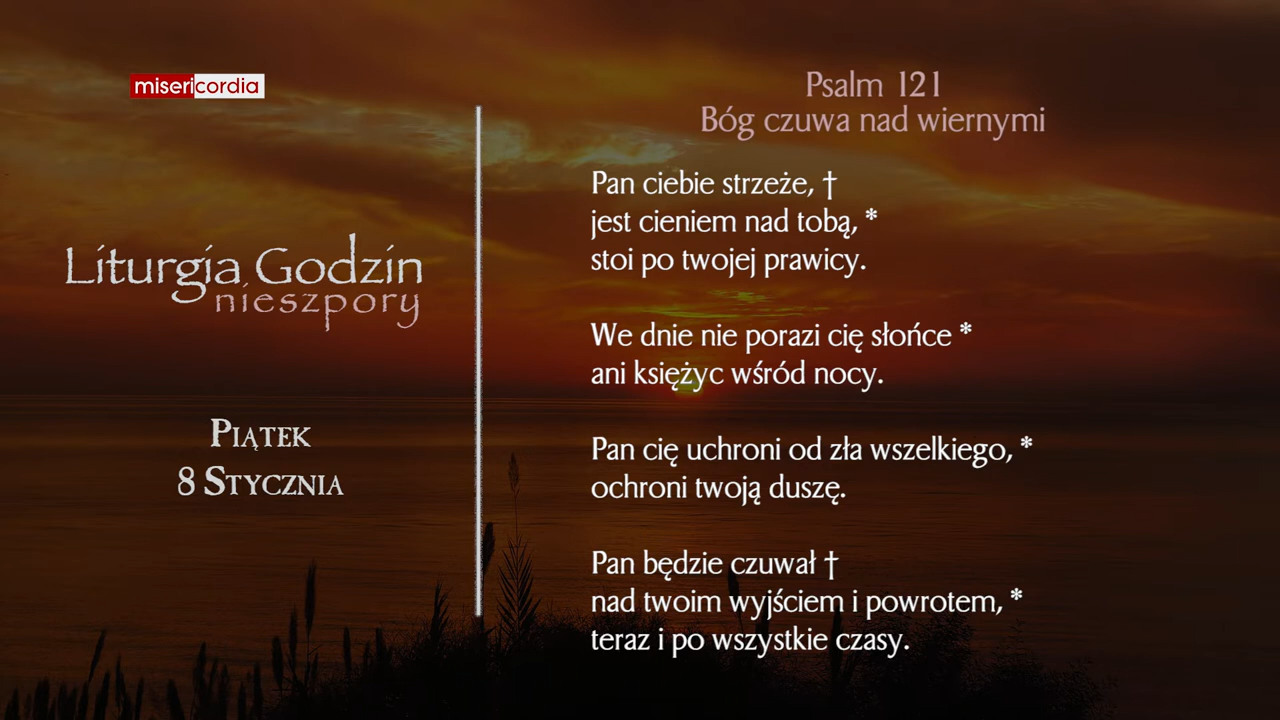 misericordia
Liturgia Godzin
nieszpory
Piątek
8 Stycznia
Psalm 121
Bóg czuwa nad wiernymi
Pan ciebie strzeże, †
jest cieniem nad tobą, *
stoi po twojej prawicy.
We dnie nie porazi cię słońce *
ani księżyc wśród nocy.
Pan cię uchroni od zła wszelkiego, *
ochroni twoją duszę.
Pan będzie czuwał †
nad twoim wyjściem i powrotem, *
teraz i po wszystkie czasy.